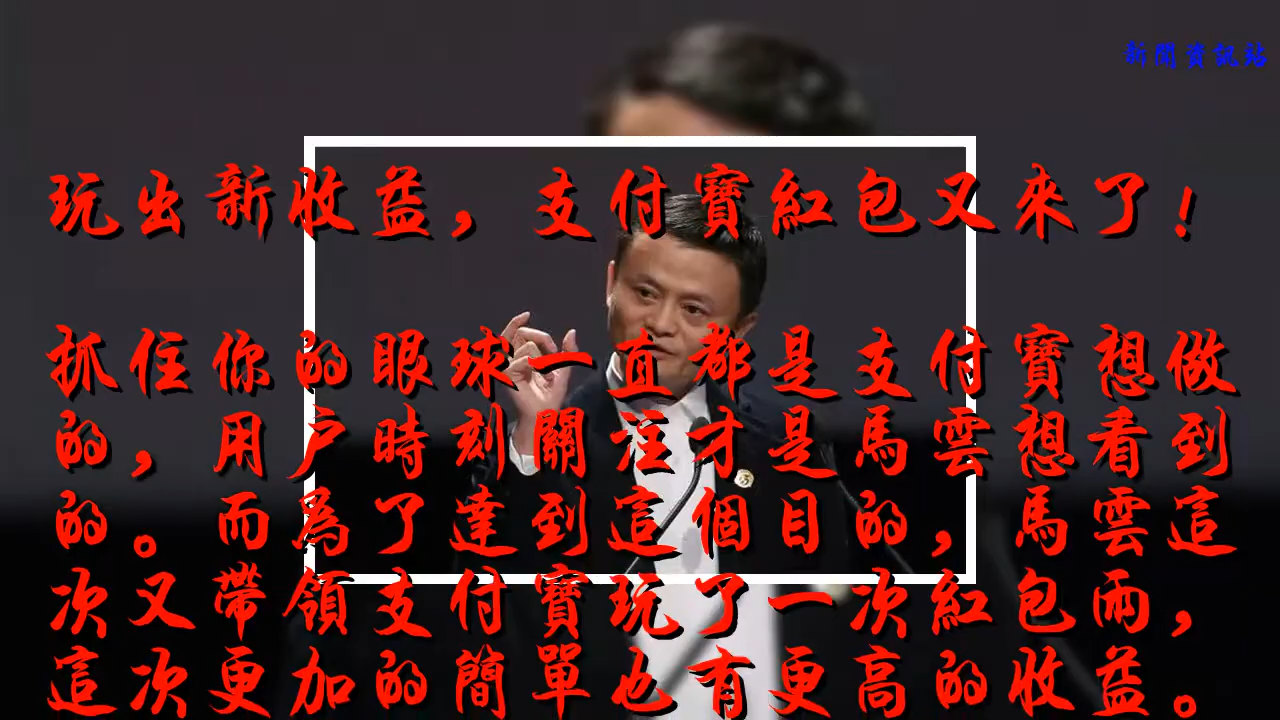 新聞資訊站
玩出新收益，支付寶紅包又來了！
抓住你的眼球一直都是支付寶想做
的，用户時刻關注才是馬雲想看到
的。而爲了達到這個目的，馬雲這
次又帶領支付寶玩了一次紅包兩，
這次更加的簡單也有更高的收益。